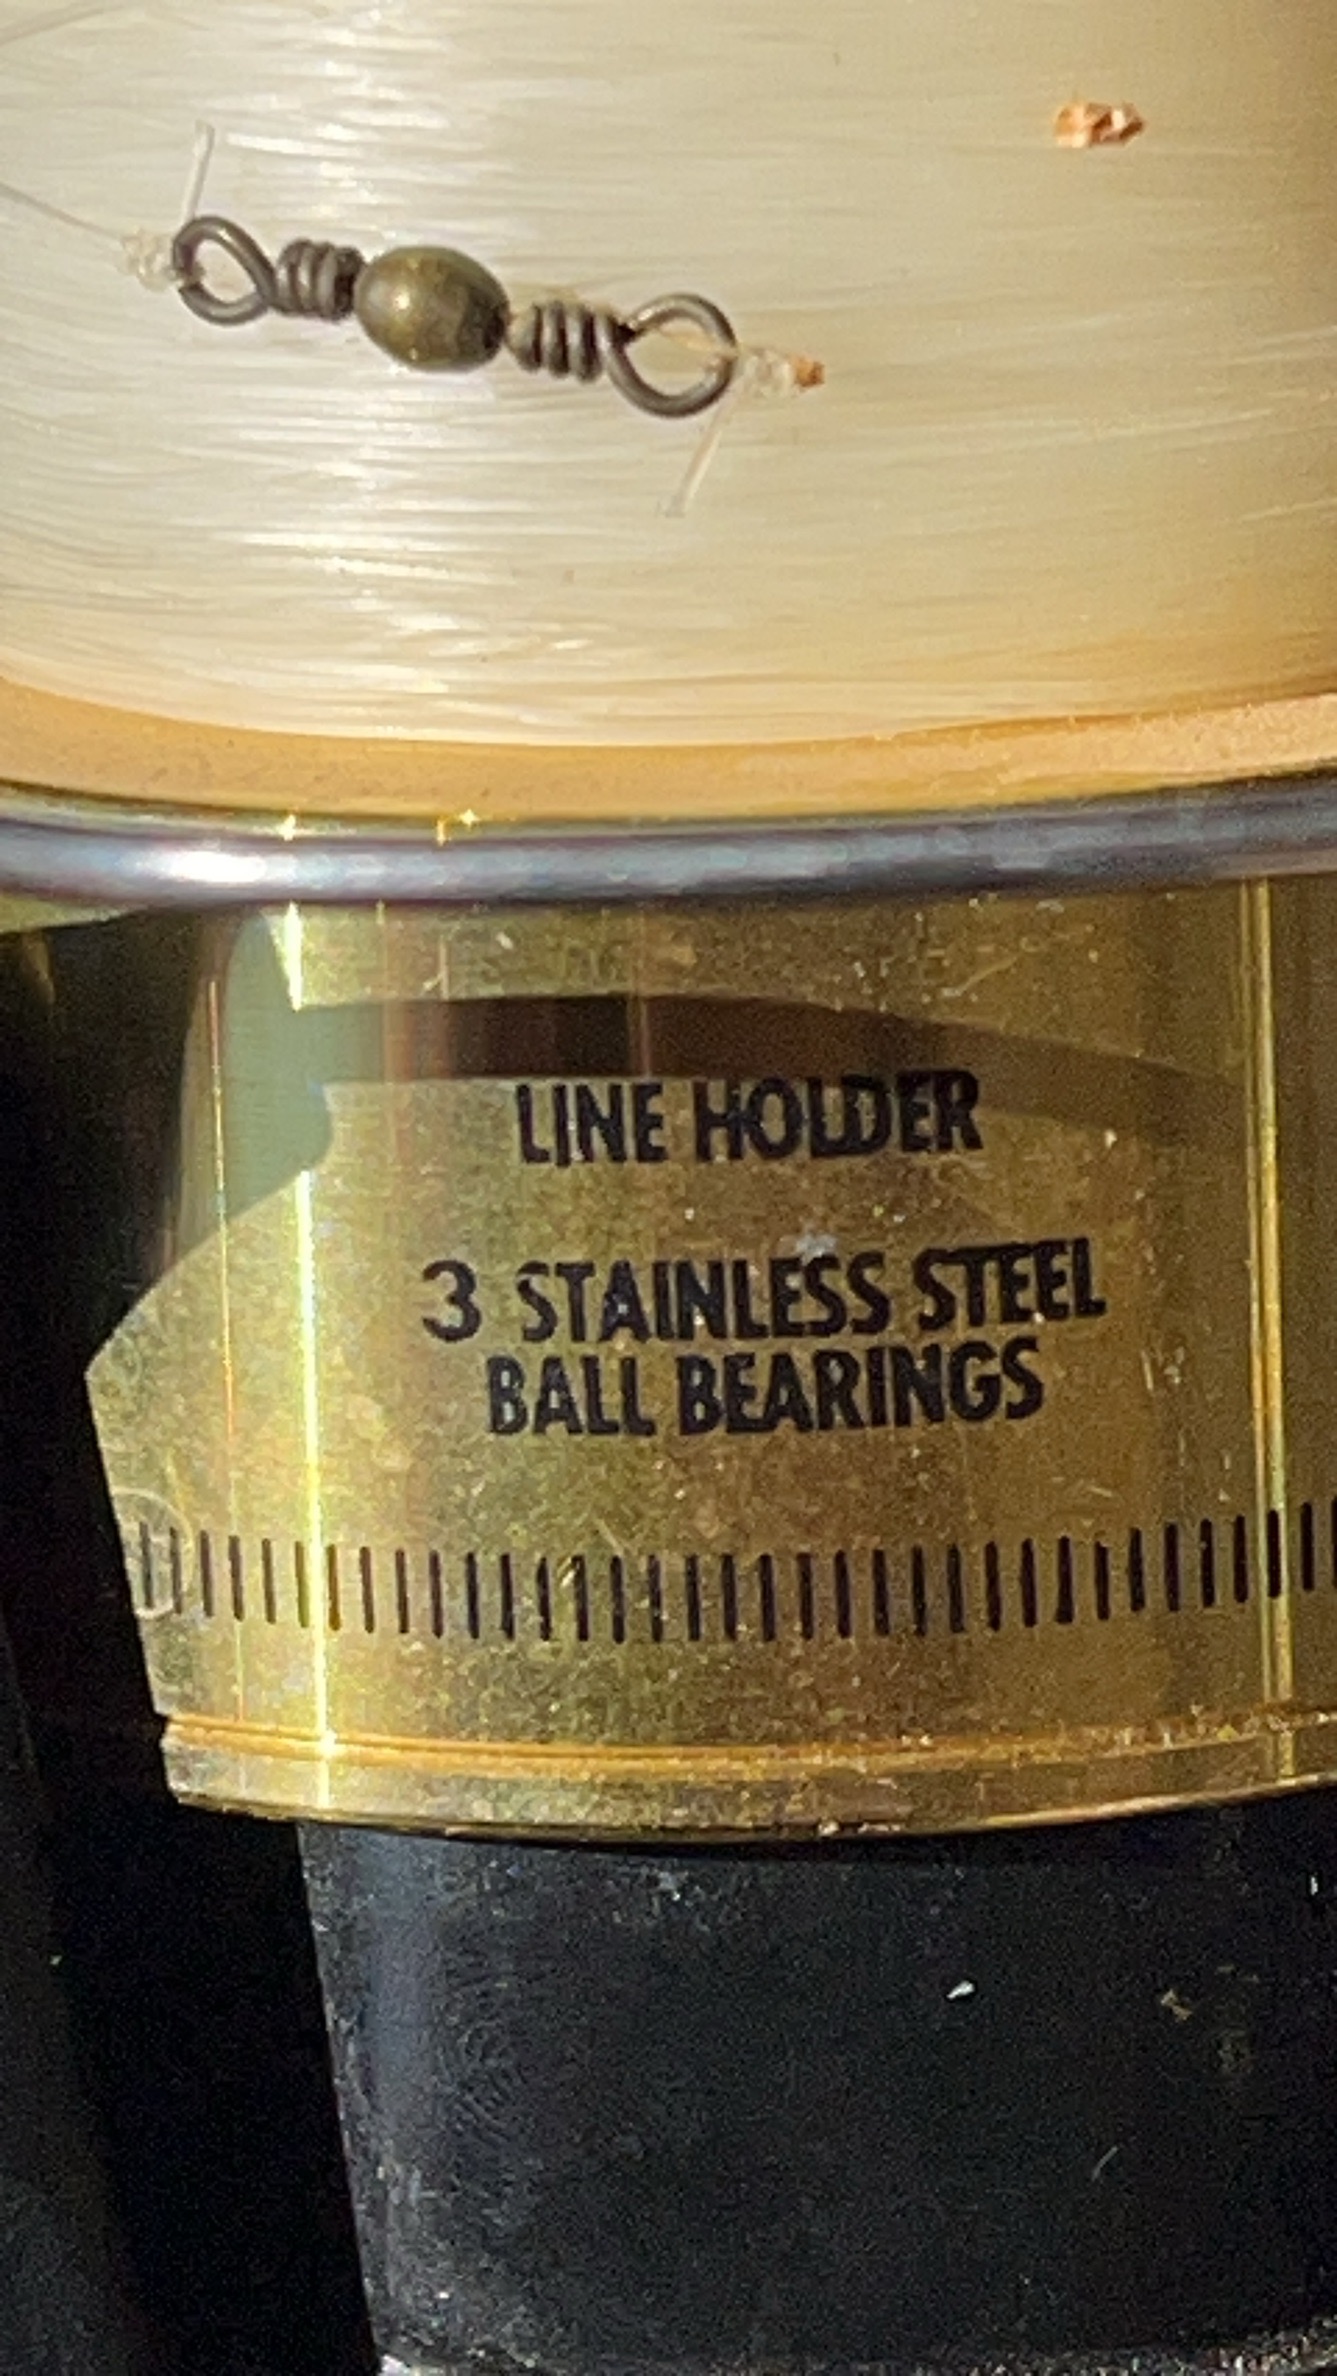 LINE HOLDER
3 STAINLESS STEEL
BALL BEARINGS